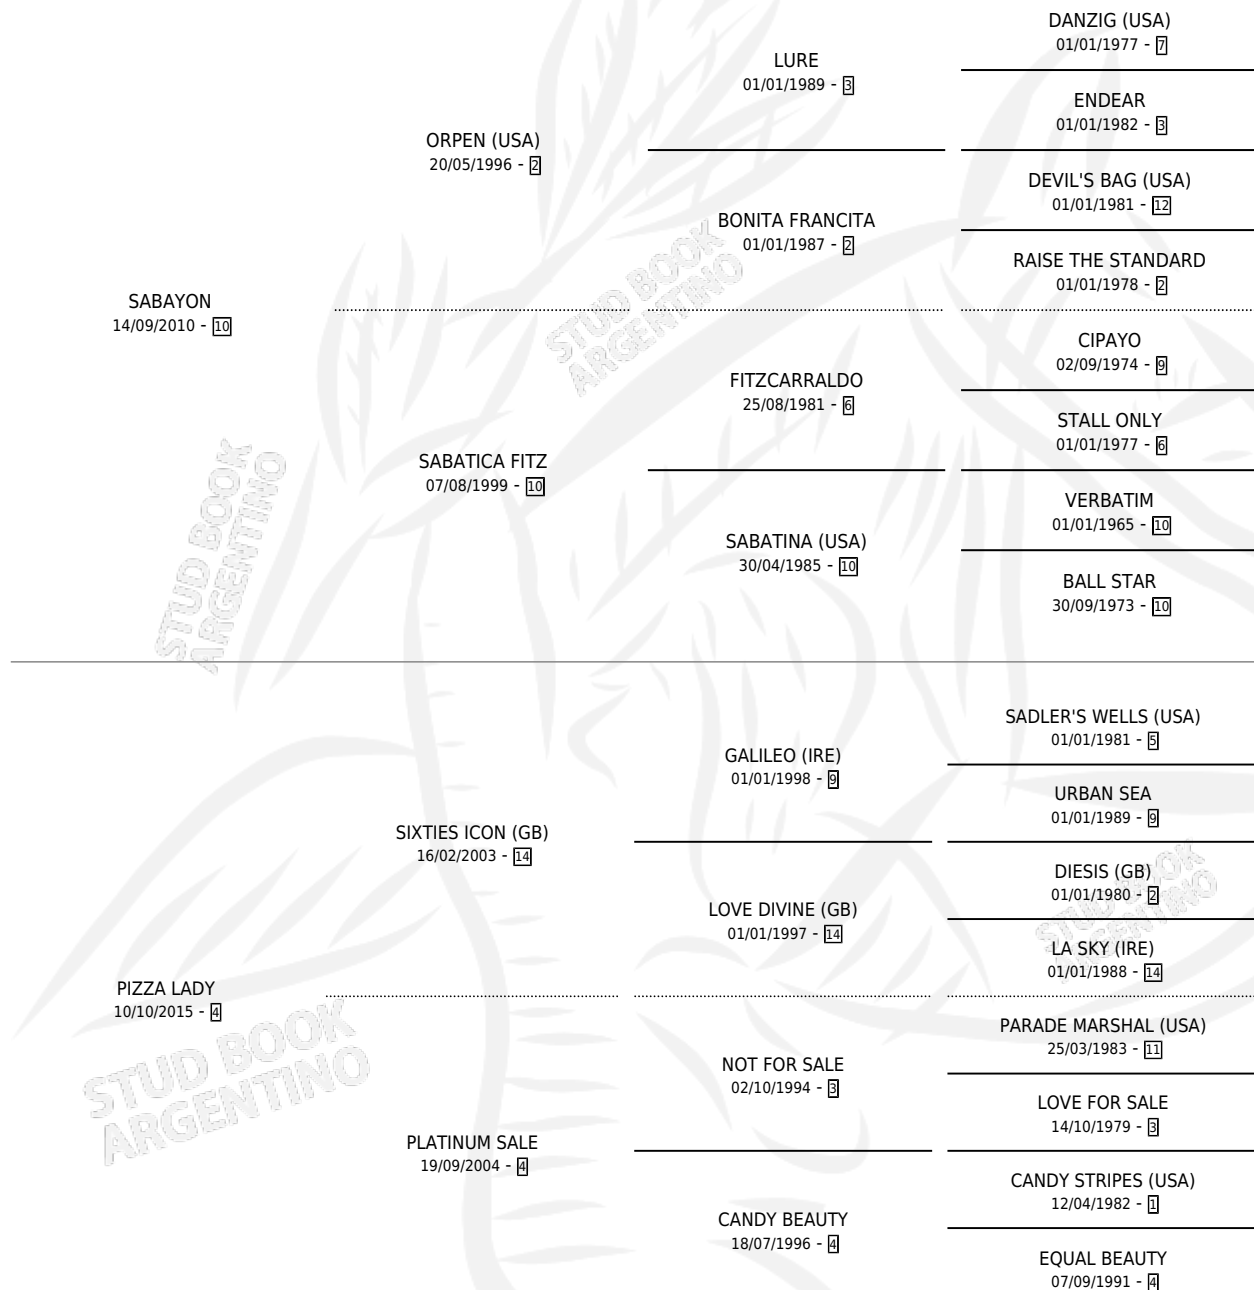 DANZIG (USA)
01/01/1977 - 7
LURE
01/01/1989 - 3
ENDEAR
01/01/1982 - 3
ORPEN (USA)
20/05/1996 - 2
DEVIL'S BAG (USA)
01/01/1981 - 12
BONITA FRANCITA
01/01/1987 - 2
RAISE THE STANDARD
01/01/1978 - 2
SABAYON
14/09/2010 - 10
STUD BOOK
ARGENTINO
CIPAYO
02/09/1974 - 9
FITZCARRALDO
25/08/1981 - 6
STALL ONLY
01/01/1977 - 6
SABATICA FITZ
07/08/1999 - 10
VERBATIM
01/01/1965 - 10
SABATINA (USA)
30/04/1985 - 10
BALL STAR
30/09/1973 - 10
STUD BOOK
ARGENTINO
SADLER'S WELLS (USA)
01/01/1981 - 5
GALILEO (IRE)
01/01/1998 - 9
URBAN SEA
01/01/1989 - 9
SIXTIES ICON (GB)
16/02/2003 - 14
DIESIS (GB)
01/01/1980 - 2
LOVE DIVINE (GB)
01/01/1997 - 14
STUD BOOK
ARGENTINO
LA SKY (IRE)
01/01/1988 - 14
PIZZA LADY
10/10/2015 - 4
STUD BOOK
ARGENTINO
PARADE MARSHAL (USA)
25/03/1983 - 11
NOT FOR SALE
02/10/1994 - 3
LOVE FOR SALE
14/10/1979 - 3
PLATINUM SALE
19/09/2004 - 4
CANDY STRIPES (USA)
12/04/1982 - 1
CANDY BEAUTY
18/07/1996 - 4
EQUAL BEAUTY
07/09/1991 - 4